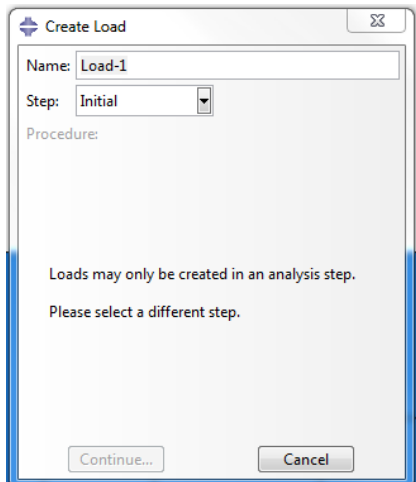 Create Load
Name: Load-1
Step: Initial
Procedure:
Loads may only be created in an analysis step.
Please select a different step.
Continue... Cancel